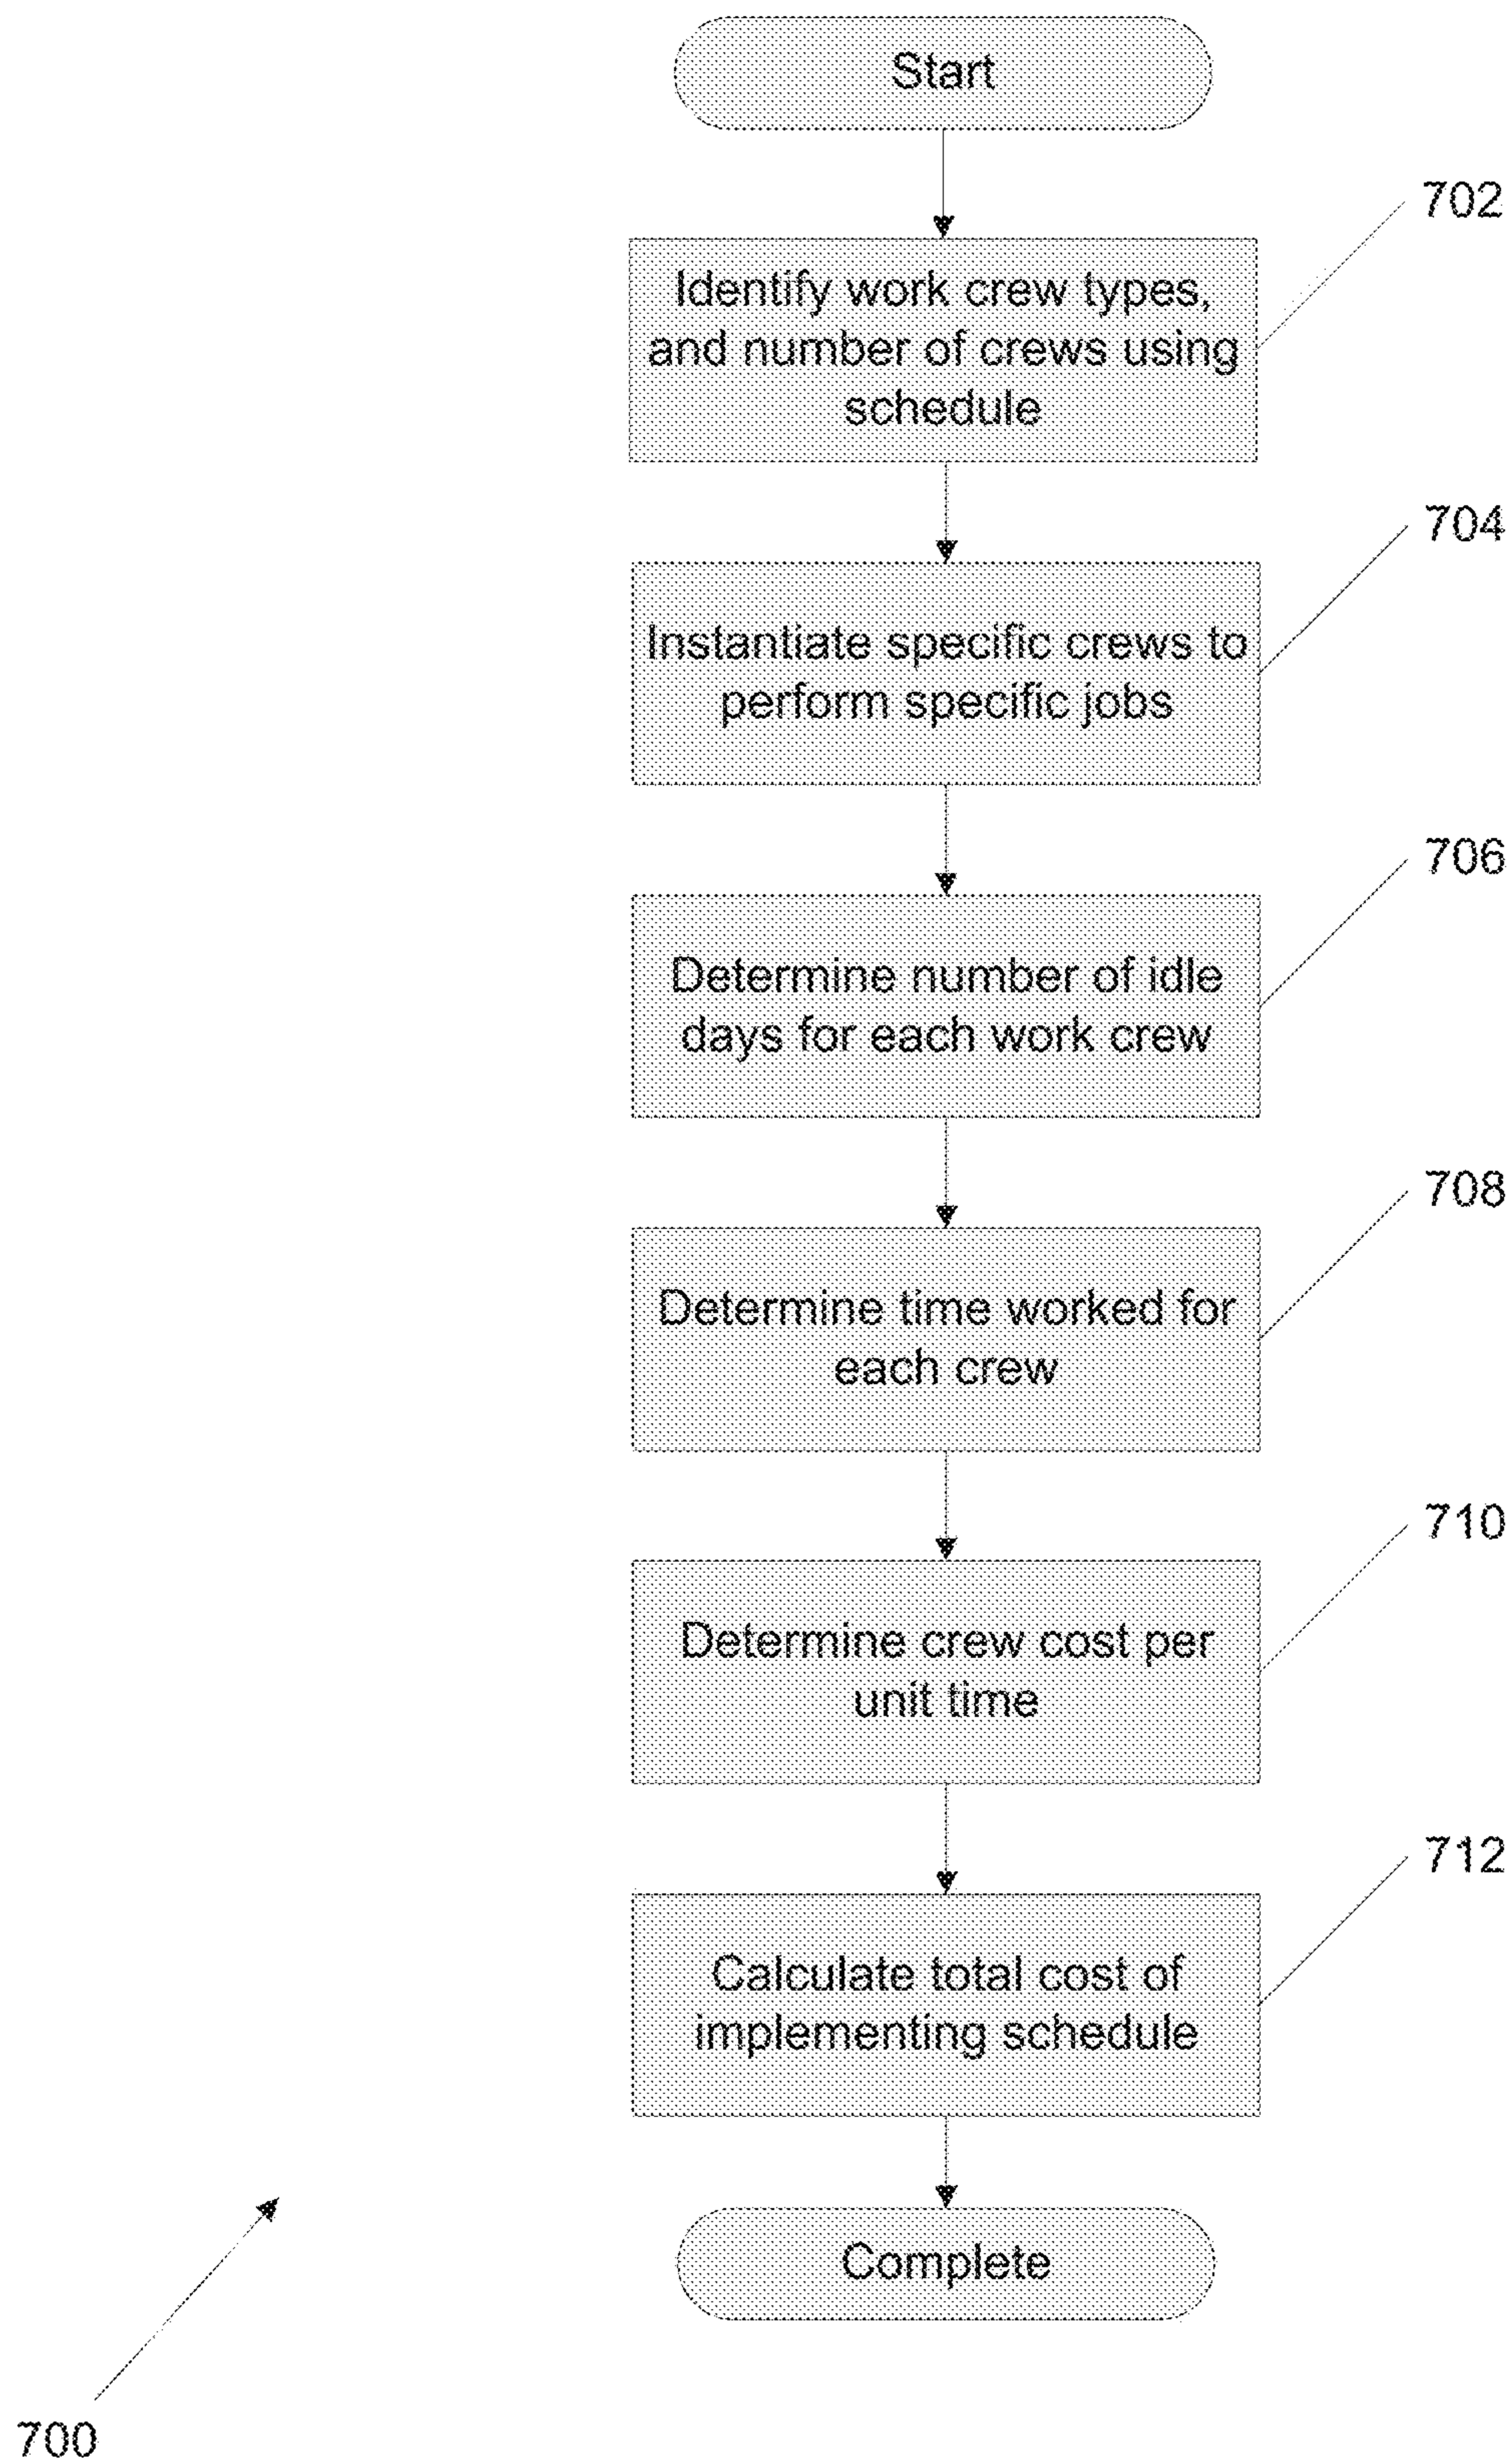 Start
702
Identify work crew types,
and number of crews using
schedule
704
Instantiate specific crews to
perform specific jobs
706
Determine number of idle
days for each work crew
708
Determine time worked for
each crew
710
Determine crew cost per
unit time
712
Calculate total cost of
implementing schedule
Complete
700